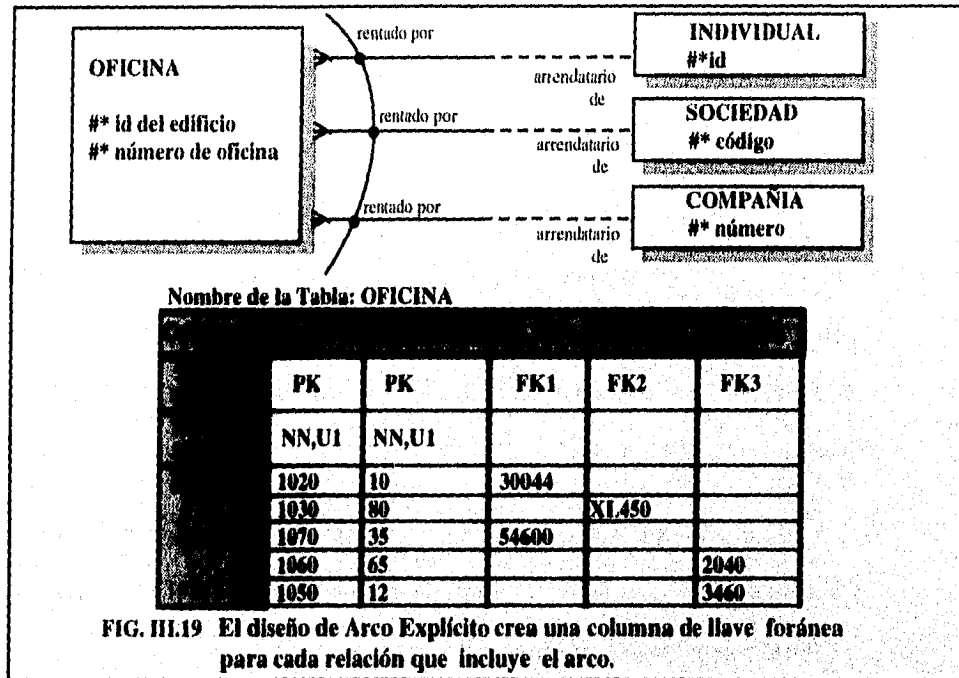 rentado por
OFICINA
#* id del edificio
#* número de oficina
INDIVIDUAL
#*id
arrendatario
de
rentado por
SOCIEDAD
#* código
arrendatario
de
rentado por
COMPAÑIA
#* número
arrendatario
de
Nombre de la Tabla: OFICINA
PK PK FK1 FK2 FK3
NN,U1 NN,U1
1020 10 30044
1030 80 XL450
1070 35 54600
1060 65 2040
1050 12 3460
FIG. III.19 El diseño de Arco Explícito crea una columna de llave foránea
para cada relación que incluye el arco.